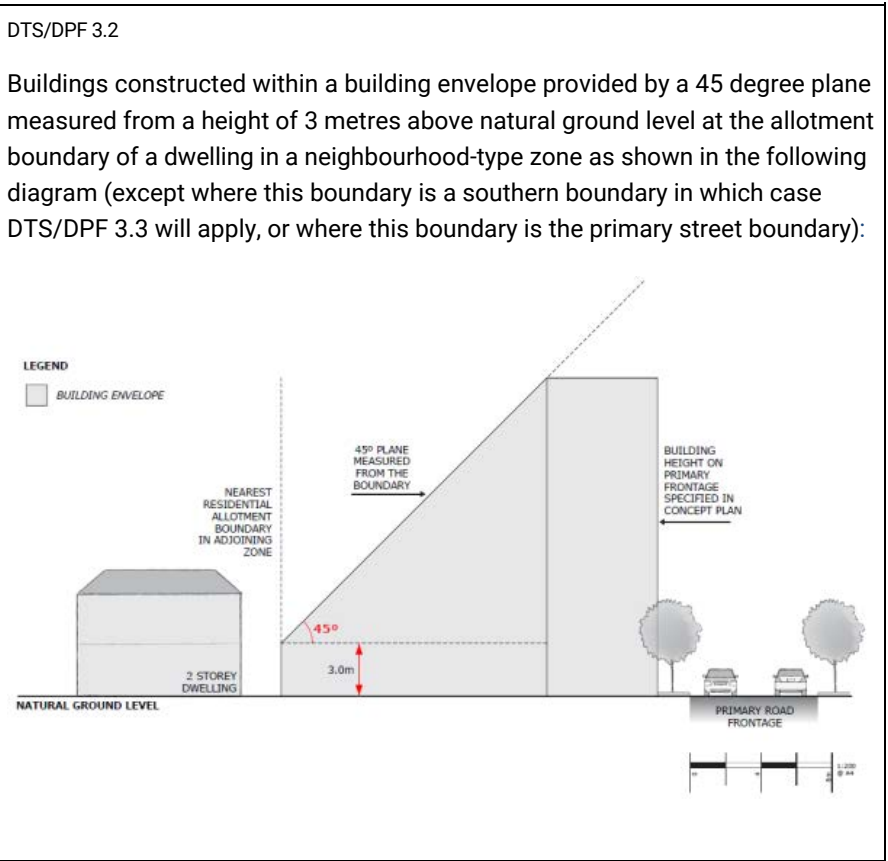 DTS/DPF 3.2
Buildings constructed within a building envelope provided by a 45 degree plane
measured from a height of 3 metres above natural ground level at the allotment
boundary of a dwelling in a neighbourhood-type zone as shown in the following
diagram (except where this boundary is a southern boundary in which case
DTS/DPF 3.3 will apply, or where this boundary is the primary street boundary):
LEGEND
BUILDING ENVELOPE
45º PLANE
MEASURED
FROM THE
BOUNDARY
BUILDING
HEIGHT ON
PRIMARY
FRONTAGE
SPECIFIED IN
CONCEPT PLAN
NEAREST
RESIDENTIAL
ALLOTMENT
BOUNDARY
IN ADJOINING
ZONE
45º
3.0m
2 STOREY
DWELLING
NATURAL GROUND LEVEL
PRIMARY ROAD
FRONTAGE
1:200
@ A4